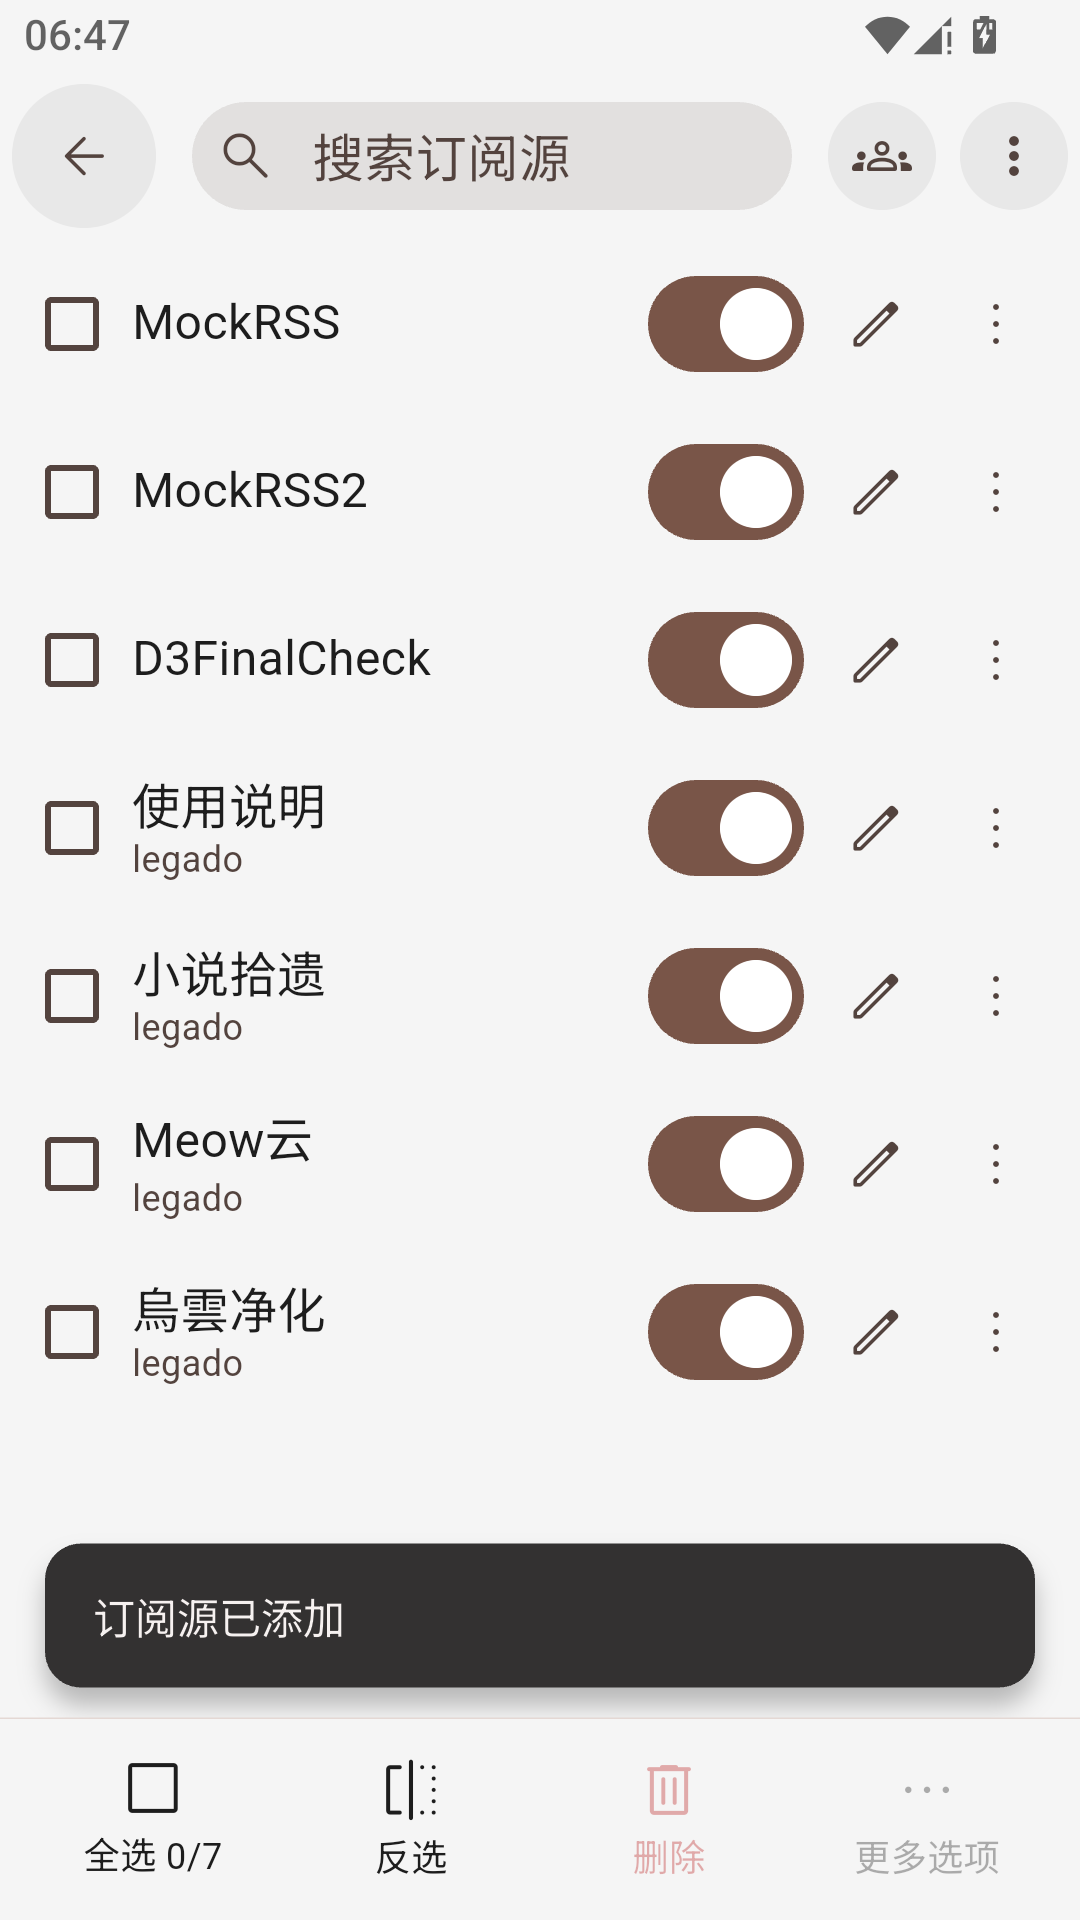 06:47
搜索订阅源
MockRSS
MockRSS2
D3FinalCheck
使用说明
legado
小说拾遗
legado
Meow云
legado
烏雲净化
legado
订阅源已添加
全选 0/7
反选
删除
更多选项